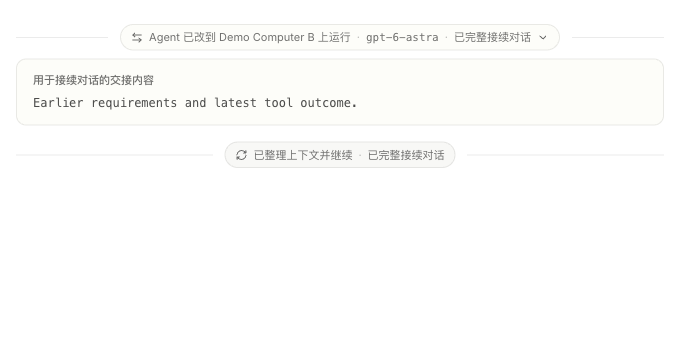 Agent 已改到 Demo Computer B 上运行 · gpt-6-astra · 已完整接续对话
用于接续对话的交接内容
Earlier requirements and latest tool outcome.
已整理上下文并继续 · 已完整接续对话